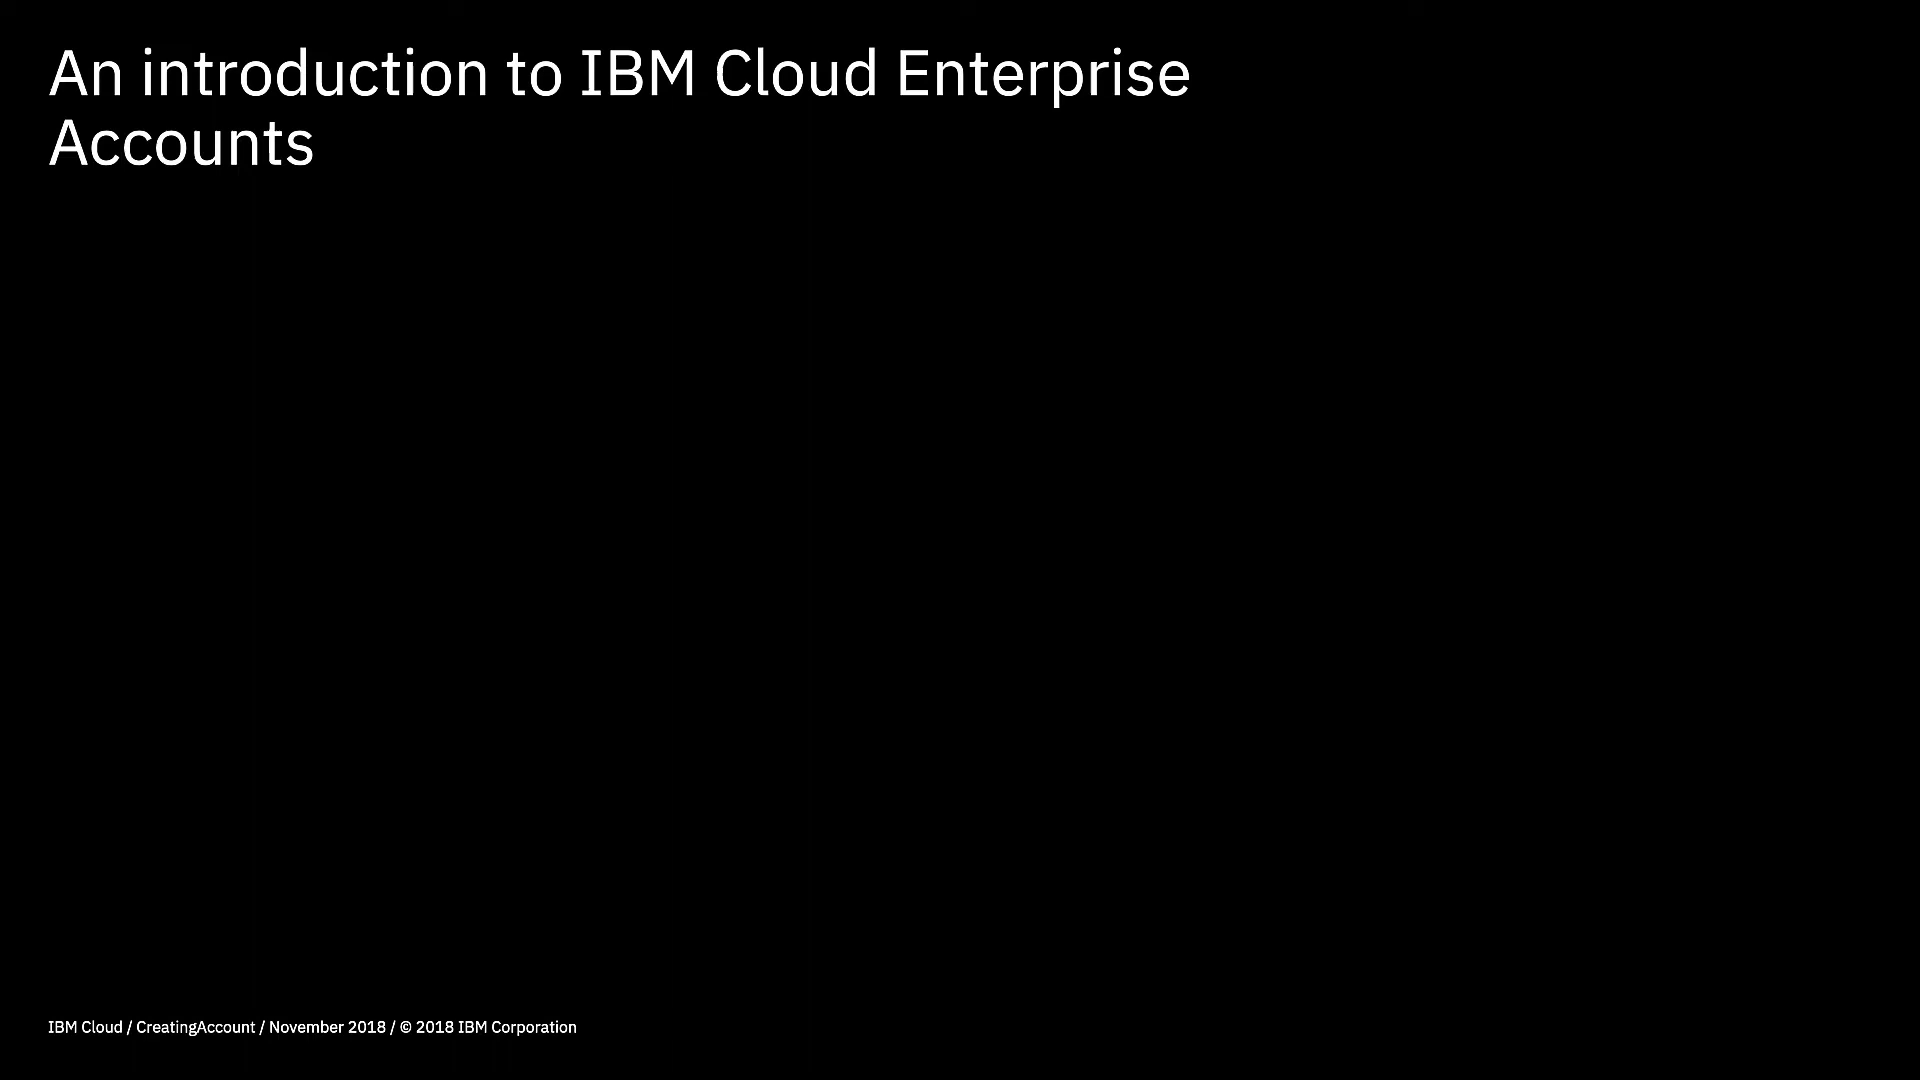 An introduction to IBM Cloud Enterprise
Accounts
IBM Cloud / CreatingAccount / November 2018 / © 2018 IBM Corporation